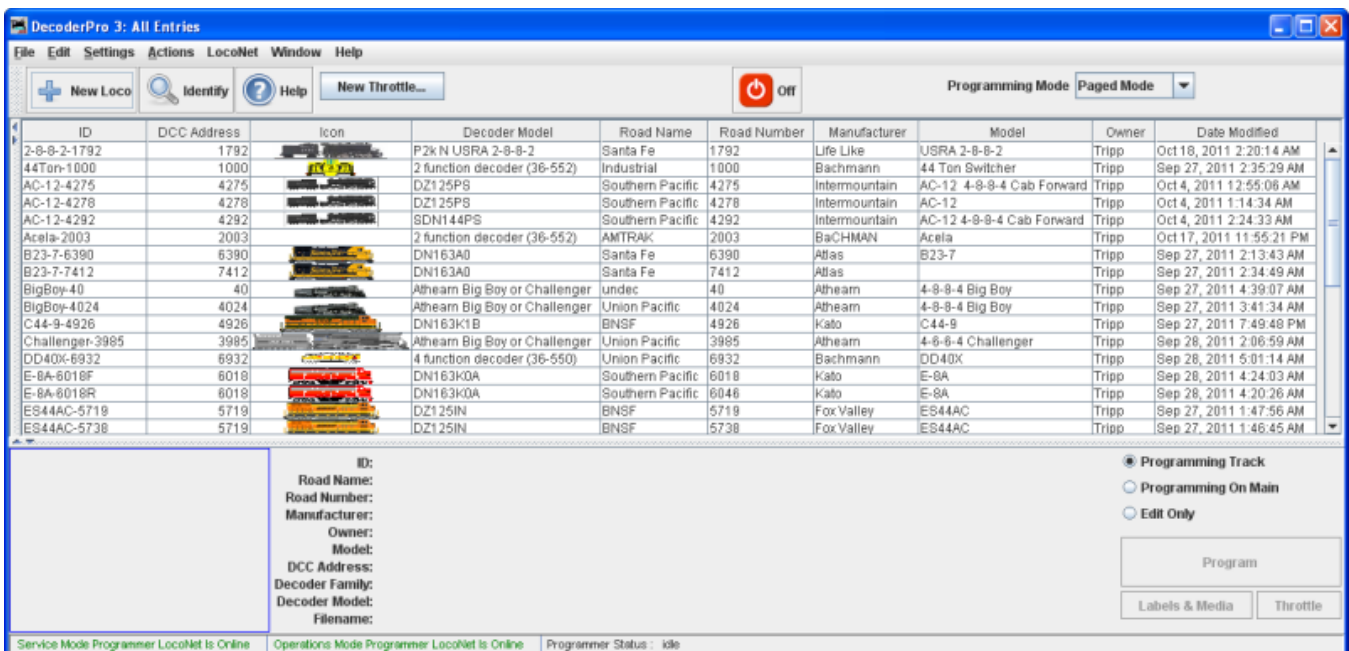 DecoderPro 3: All Entries
File Edit Settings Actions LocoNet Window Help
New Loco Identify Help New Throttle... Off Programming Mode Paged Mode
ID DCC Address Icon Decoder Model Road Name Road Number Manufacturer Model Owner Date Modified
2-8-8-2-1792 1792 P2k N USRA 2-8-8-2 Santa Fe 1792 Life Like USRA 2-8-8-2 Tripp Oct 18, 2011 2:20:14 AM
44Ton-1000 1000 2 function decoder (36-552) Industrial 1000 Bachmann 44 Ton Switcher Tripp Sep 27, 2011 2:35:29 AM
AC-12-4275 4275 DZ125PS Southern Pacific 4275 Intermountain AC-12 4-8-8-4 Cab Forward Tripp Oct 4, 2011 12:55:06 AM
AC-12-4278 4278 DZ125PS Southern Pacific 4278 Intermountain AC-12 Tripp Oct 4, 2011 1:14:34 AM
AC-12-4292 4292 SDN144PS Southern Pacific 4292 Intermountain AC-12 4-8-8-4 Cab Forward Tripp Oct 4, 2011 2:24:33 AM
Acela-2003 2003 2 function decoder (36-552) AMTRAK 2003 BaCHMAN Acela Tripp Oct 17, 2011 11:55:21 PM
B23-7-6390 6390 DN163A0 Santa Fe 6390 Atlas B23-7 Tripp Sep 27, 2011 2:13:43 AM
B23-7-7412 7412 DN163A0 Santa Fe 7412 Atlas Tripp Sep 27, 2011 2:34:49 AM
BigBoy-40 40 Athearn Big Boy or Challenger undec 40 Athearn 4-8-8-4 Big Boy Tripp Sep 27, 2011 4:39:07 AM
BigBoy-4024 4024 Athearn Big Boy or Challenger Union Pacific 4024 Athearn 4-8-8-4 Big Boy Tripp Sep 27, 2011 3:41:34 AM
C44-9-4926 4926 DN163K1B BNSF 4926 Kato C44-9 Tripp Sep 27, 2011 7:49:48 PM
Challenger-3985 3985 Athearn Big Boy or Challenger Union Pacific 3985 Athearn 4-6-6-4 Challenger Tripp Sep 28, 2011 2:06:59 AM
DD40X-6932 6932 4 function decoder (36-550) Union Pacific 6932 Bachmann DD40X Tripp Sep 28, 2011 5:01:14 AM
E-8A-6018F 6018 DN163K0A Southern Pacific 6018 Kato E-8A Tripp Sep 28, 2011 4:24:03 AM
E-8A-6018R 6018 DN163K0A Southern Pacific 6046 Kato E-8A Tripp Sep 28, 2011 4:20:26 AM
ES44AC-5719 5719 DZ125IN BNSF 5719 Fox Valley ES44AC Tripp Sep 27, 2011 1:47:56 AM
ES44AC-5738 5719 DZ125IN BNSF 5738 Fox Valley ES44AC Tripp Sep 27, 2011 1:46:45 AM
ID:
Road Name:
Road Number:
Manufacturer:
Owner:
Model:
DCC Address:
Decoder Family:
Decoder Model:
Filename:
Programming Track
Programming On Main
Edit Only
Program
Labels & Media Throttle
Service Mode Programmer LocoNet Is Online Operations Mode Programmer LocoNet Is Online Programmer Status : idle